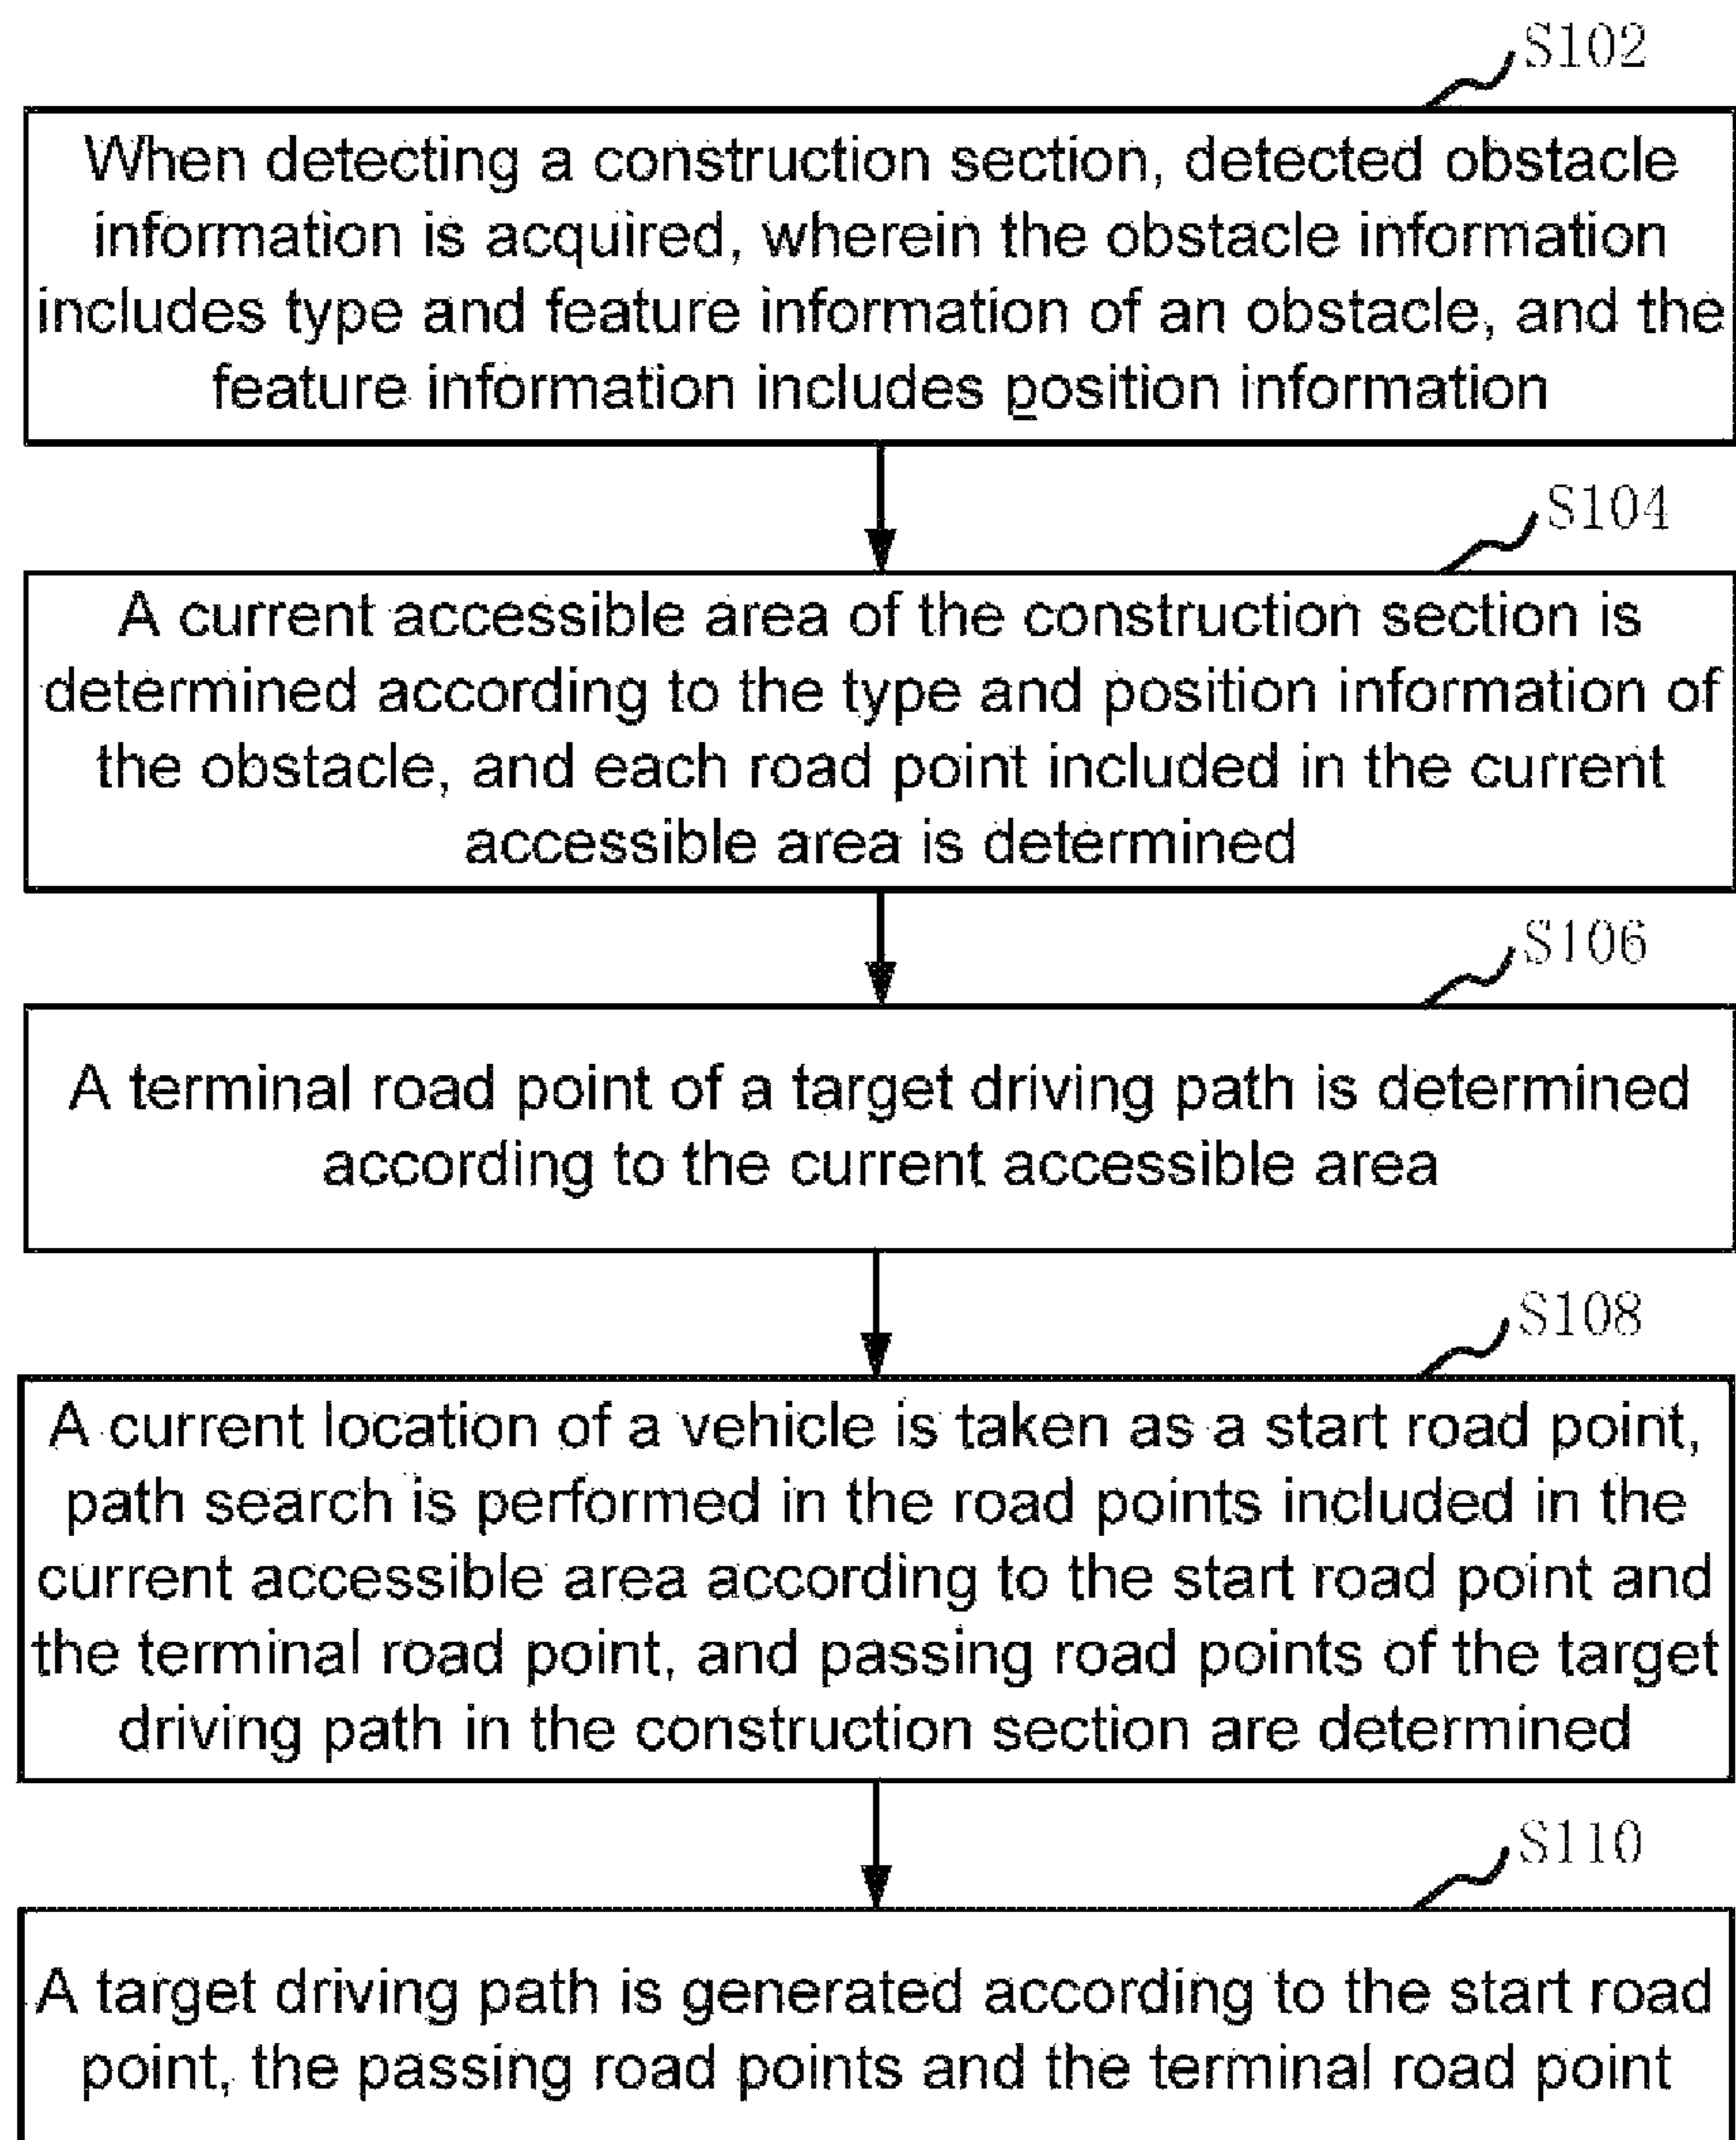 S102
When detecting a construction section, detected obstacle
information is acquired, wherein the obstacle information
includes type and feature information of an obstacle, and the
feature information includes position information
S104
A current accessible area of the construction section is
determined according to the type and position information of
the obstacle, and each road point included in the current
accessible area is determined
S106
A terminal road point of a target driving path is determined
according to the current accessible area
S108
A current location of a vehicle is taken as a start road point,
path search is performed in the road points included in the
current accessible area according to the start road point and
the terminal road point, and passing road points of the target
driving path in the construction section are determined
S110
A target driving path is generated according to the start road
point, the passing road points and the terminal road point